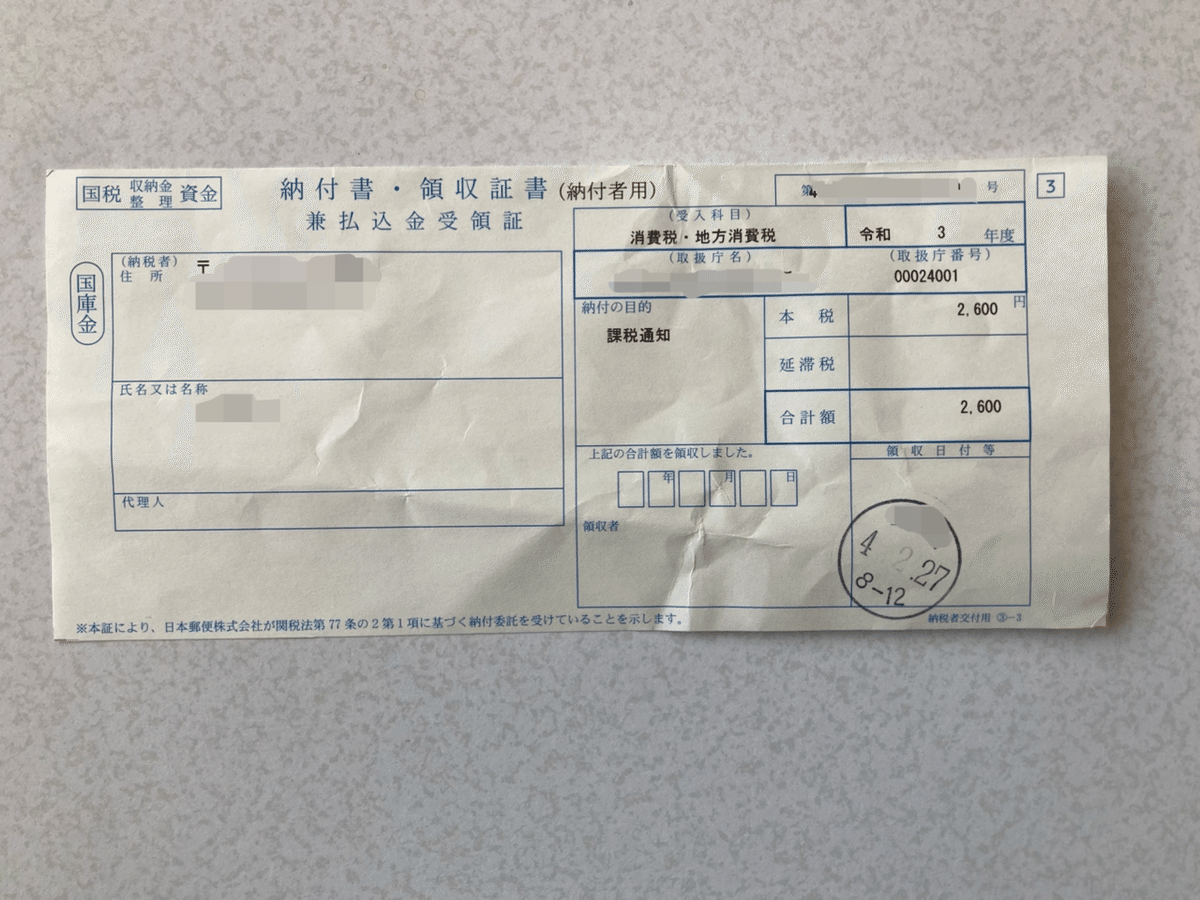 国税 収納金整理 資金
納付書・領収証書(納付者用)
兼払込金受領証
第4 号
3
国庫金
(納税者)
住所
〒
氏名又は名称
代理人
(受入科目)
消費税・地方消費税
令和 3 年度
(取扱庁名)
(取扱庁番号)
00024001
納付の目的
課税通知
本税 2,600 円
延滞税
合計額 2,600
上記の合計額を領収しました。
年 月 日
領収者
領収日付等
4 2.27
8-12
※本証により、日本郵便株式会社が関税法第77条の2第1項に基づく納付委託を受けていることを示します。
納税者交付用 ③-3